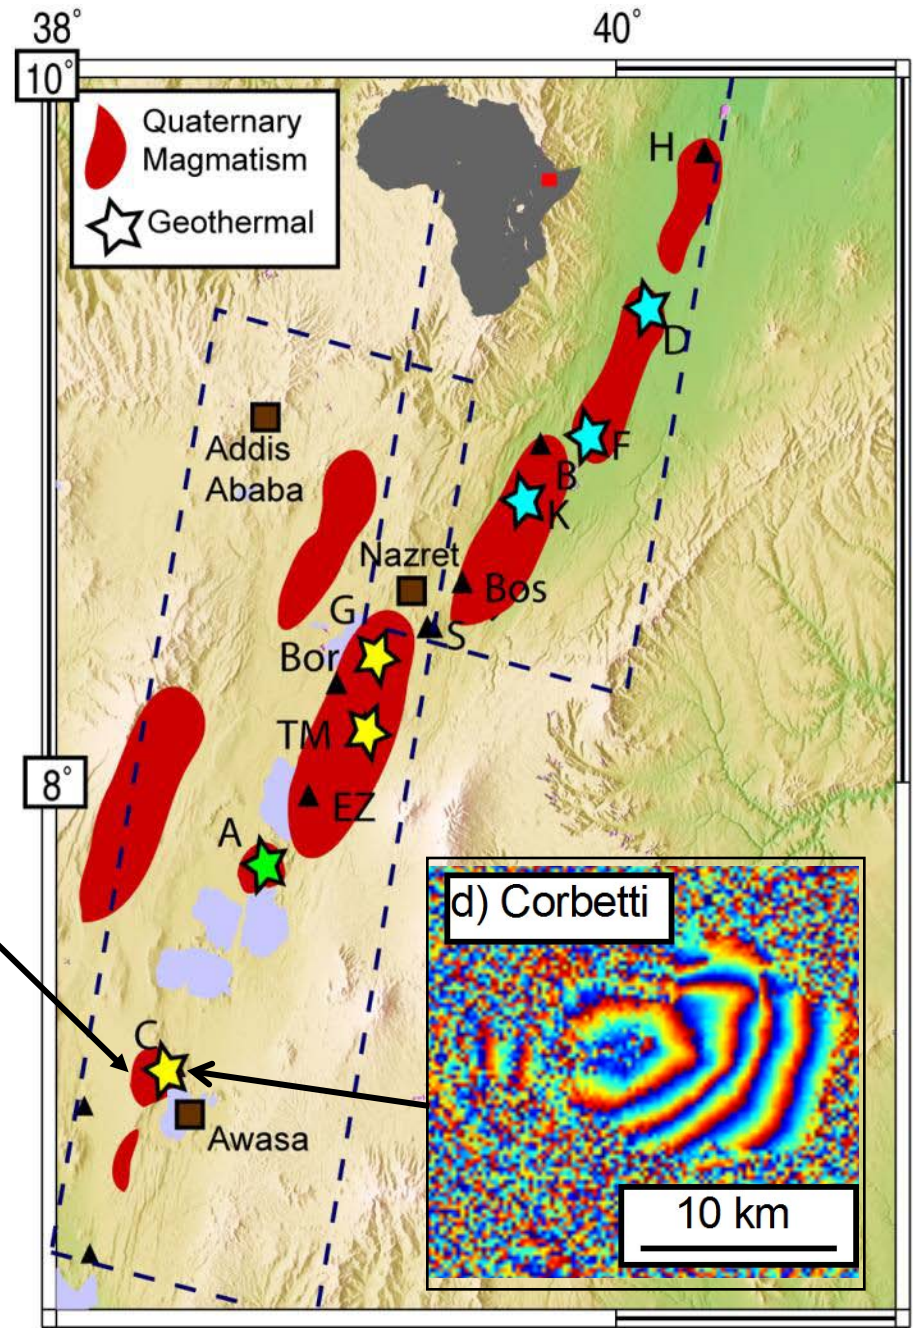 38°
40°
10°
Quaternary
Magmatism
Geothermal
H
D
Addis
Ababa
F
B
K
Nazret
Bos
G
S
Bor
TM
8°
EZ
A
d) Corbetti
C
Awasa
10 km